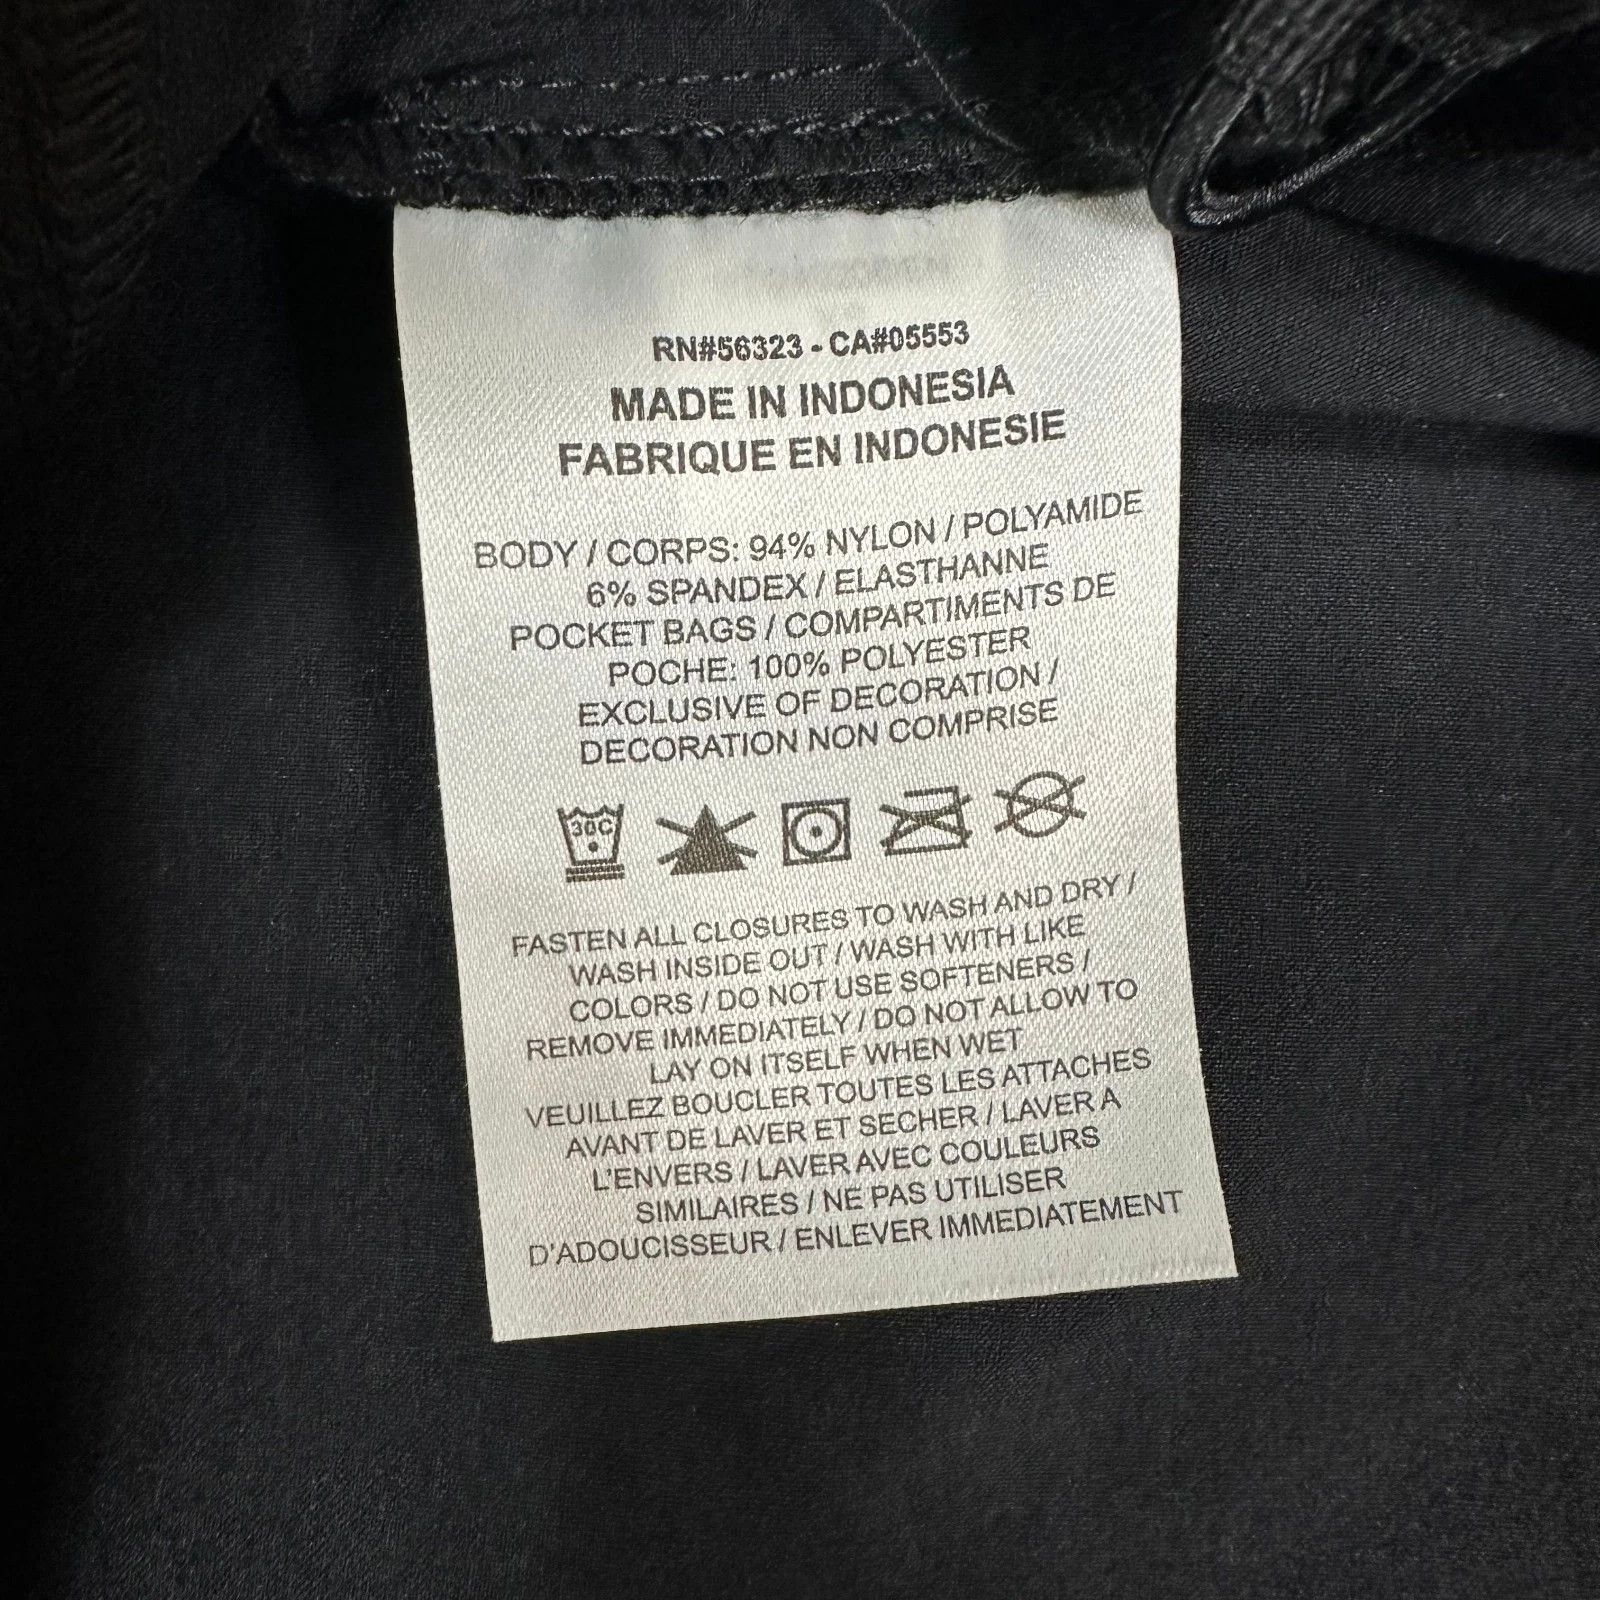 RN#56323 - CA#05553
MADE IN INDONESIA
FABRIQUE EN INDONESIE
BODY / CORPS: 94% NYLON / POLYAMIDE
6% SPANDEX / ELASTHANNE
POCKET BAGS / COMPARTIMENTS DE
POCHE: 100% POLYESTER
EXCLUSIVE OF DECORATION /
DECORATION NON COMPRISE
30C
FASTEN ALL CLOSURES TO WASH AND DRY /
WASH INSIDE OUT / WASH WITH LIKE
COLORS / DO NOT USE SOFTENERS /
REMOVE IMMEDIATELY / DO NOT ALLOW TO
LAY ON ITSELF WHEN WET
VEUILLEZ BOUCLER TOUTES LES ATTACHES
AVANT DE LAVER ET SECHER / LAVER A
L'ENVERS / LAVER AVEC COULEURS
SIMILAIRES / NE PAS UTILISER
D'ADOUCISSEUR / ENLEVER IMMEDIATEMENT